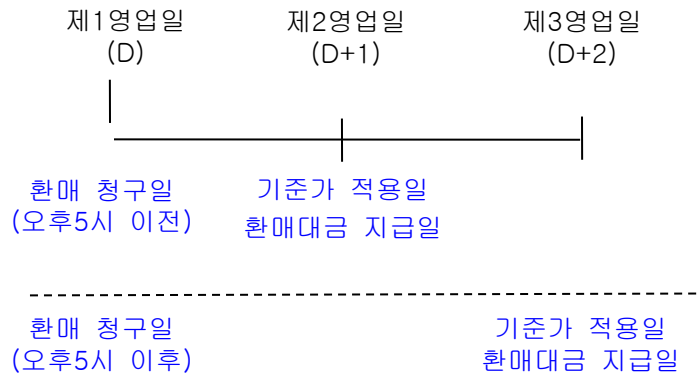 제1영업일 제2영업일 제3영업일
(D) (D+1) (D+2)
환매 청구일 기준가 적용일
(오후5시 이전) 환매대금 지급일
환매 청구일 기준가 적용일
(오후5시 이후) 환매대금 지급일